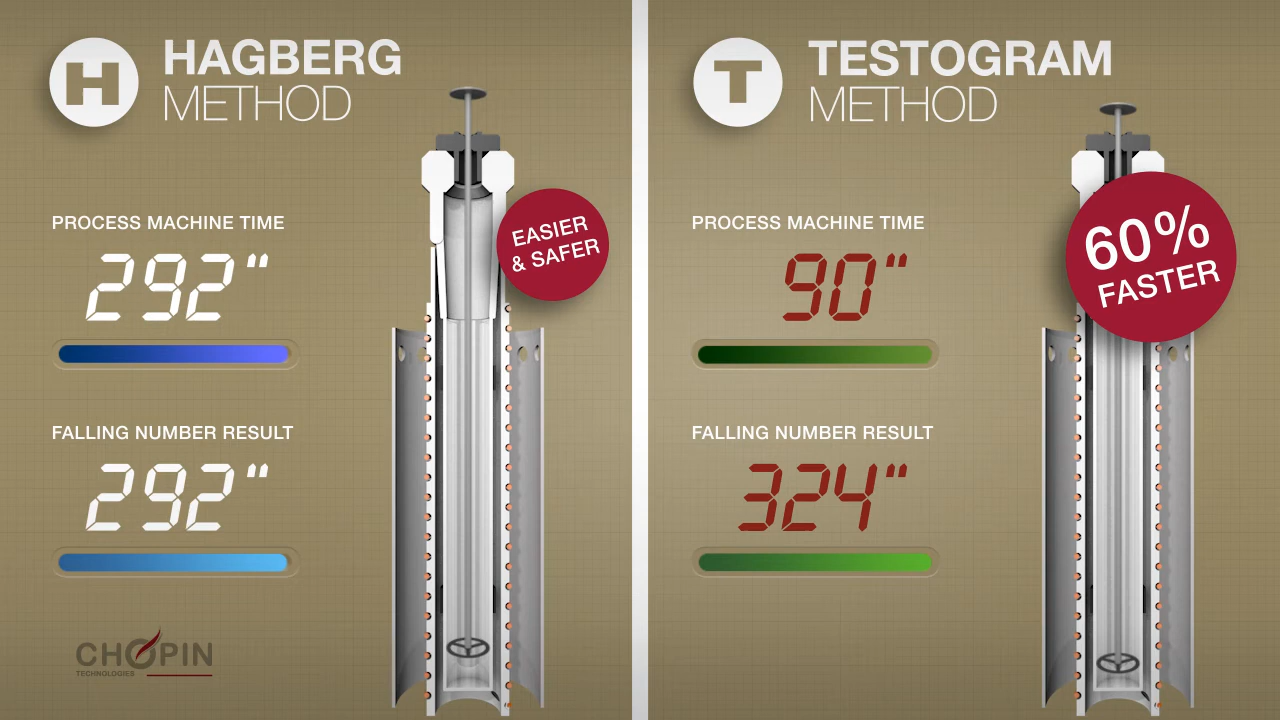 H
HAGBERG
METHOD
PROCESS MACHINE TIME
292"
FALLING NUMBER RESULT
292"
EASIER
& SAFER
CHOPIN
TECHNOLOGIES
T
TESTOGRAM
METHOD
PROCESS MACHINE TIME
90"
FALLING NUMBER RESULT
324"
60%
FASTER